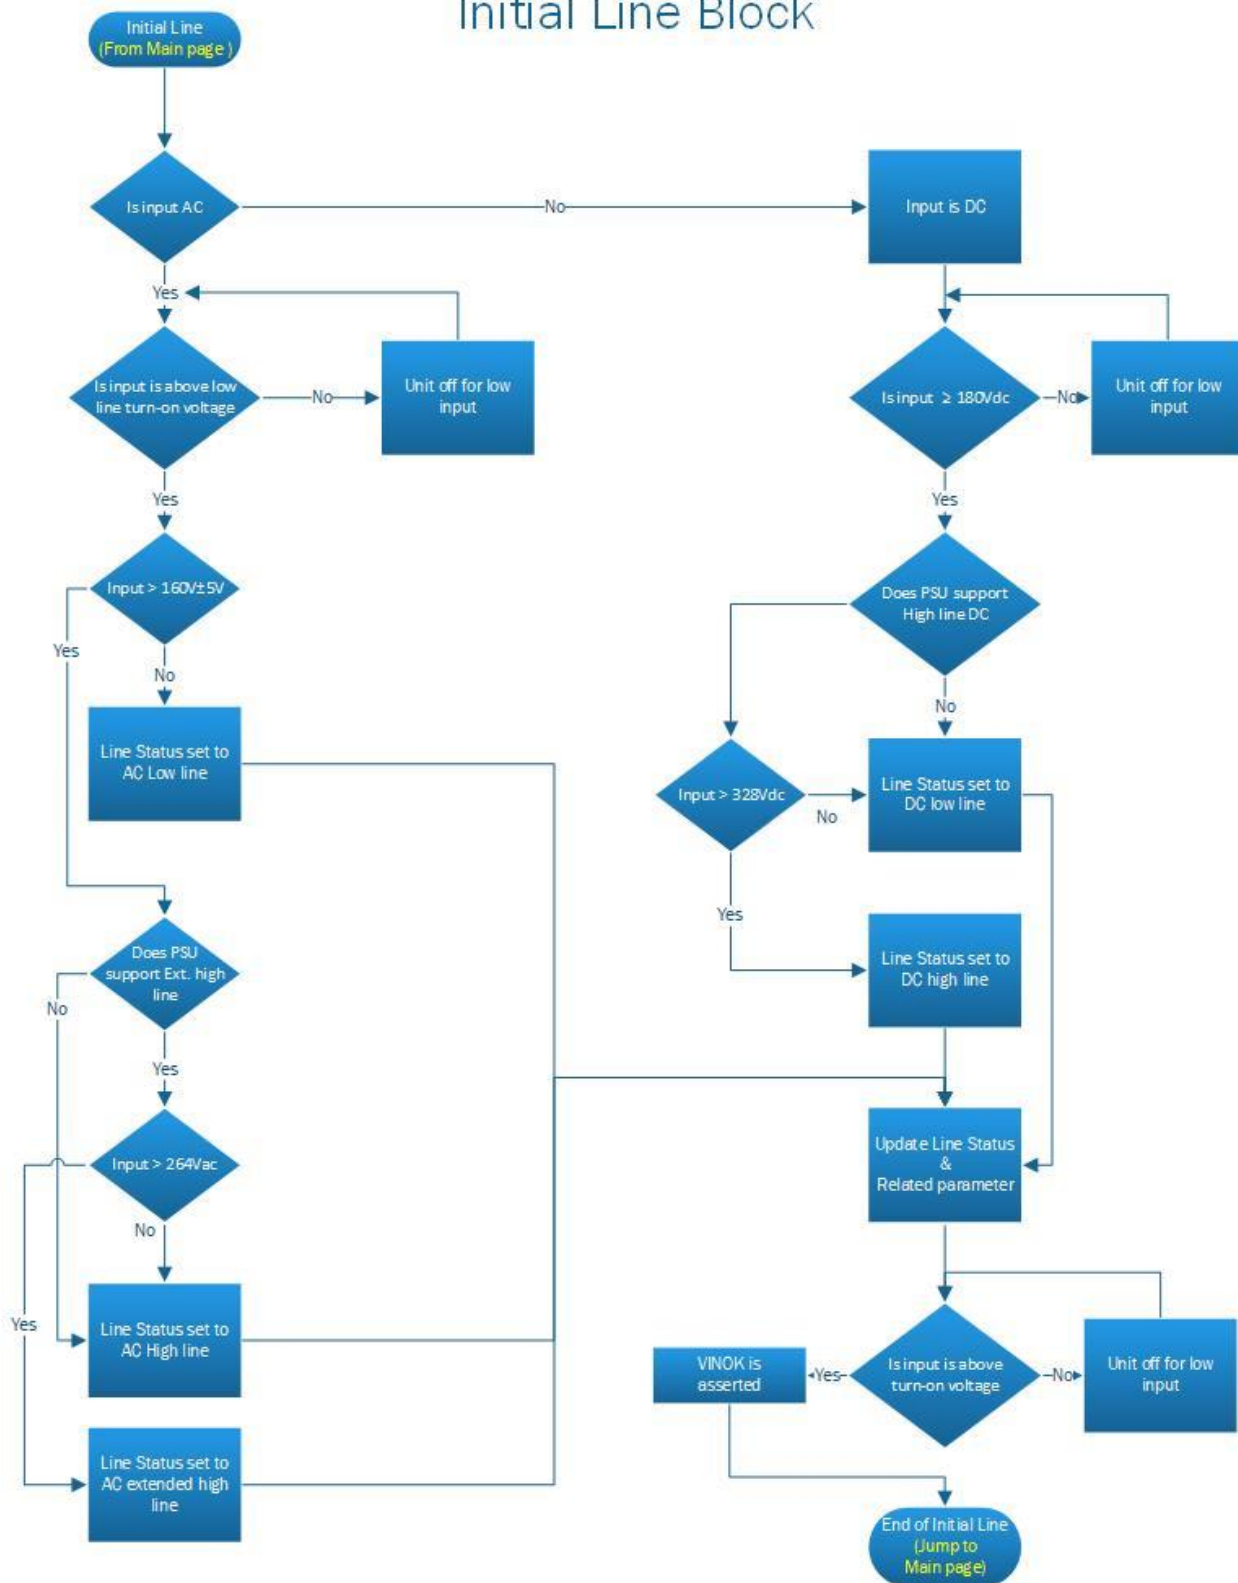 Initial Line Block
Initial Line
(From Main page )
Is input AC
No
Input is DC
Yes
Is input is above low
line turn-on voltage
No
Unit off for low
input
Is input ≥ 180Vdc
No
Unit off for low
input
Yes
Yes
Input > 160V±5V
Does PSU support
High line DC
Yes
No
No
Line Status set to
AC Low line
Input > 328Vdc
No
Line Status set to
DC low line
Yes
Does PSU
support Ext. high
line
Line Status set to
DC high line
No
Yes
Input > 264Vac
Update Line Status
&
Related parameter
No
Yes
Line Status set to
AC High line
VINOK is
asserted
Yes
Is input is above
turn-on voltage
No
Unit off for low
input
Line Status set to
AC extended high
line
End of Initial Line
(Jump to
Main page)